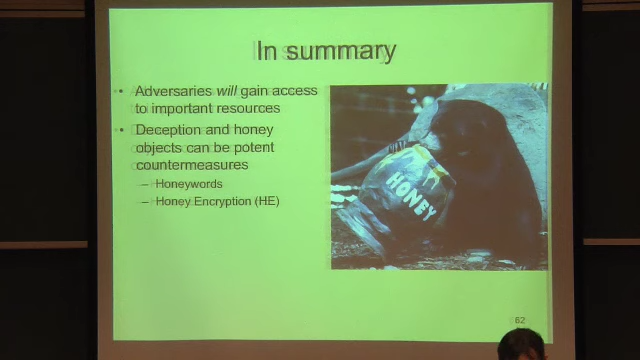 In summary
• Adversaries will gain access
to important resources
• Deception and honey
objects can be potent
countermeasures
– Honeywords
– Honey Encryption (HE)
HONEY
62